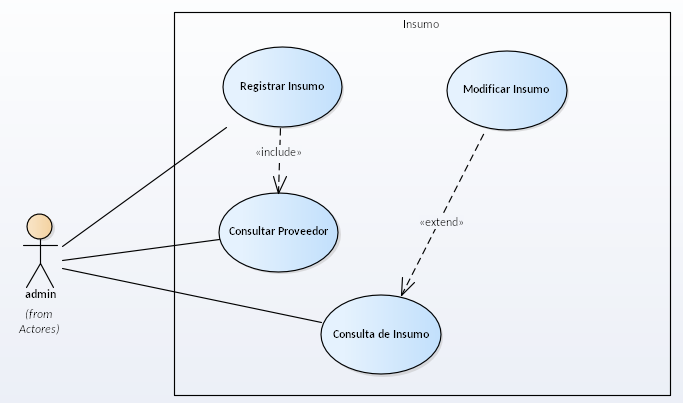 Insumo
Registrar Insumo
Modificar Insumo
«include»
Consultar Proveedor
«extend»
admin
(from
Actores)
Consulta de Insumo